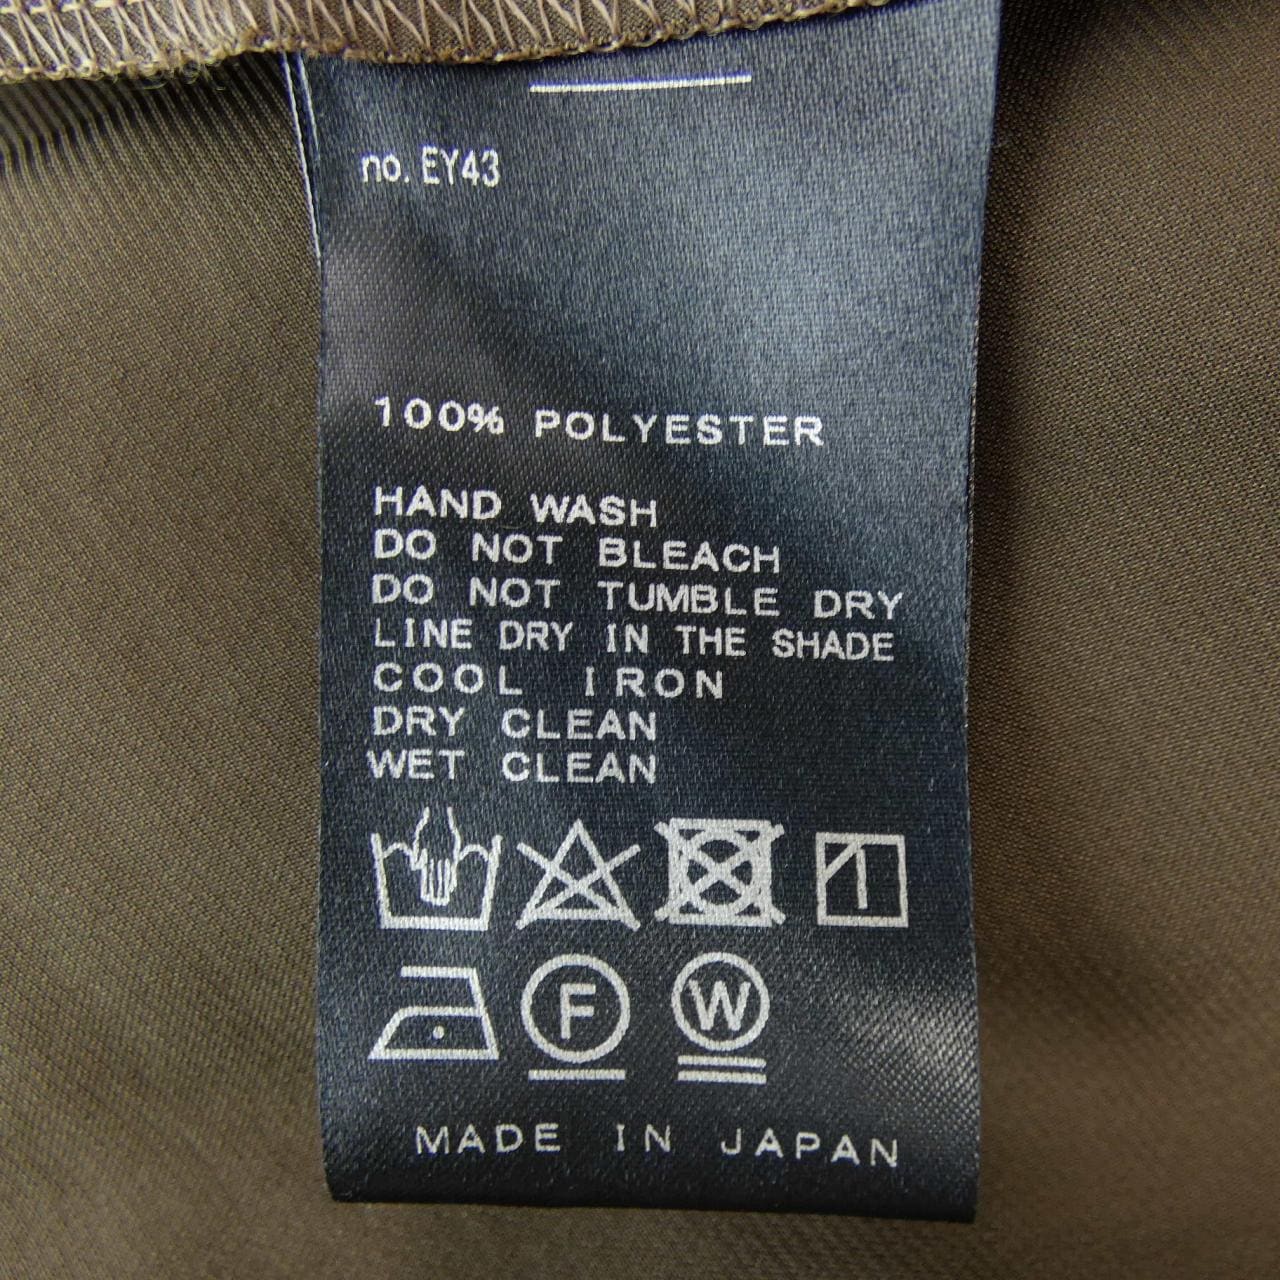 no. EY43
100% POLYESTER
HAND WASH
DO NOT BLEACH
DO NOT TUMBLE DRY
LINE DRY IN THE SHADE
COOL IRON
DRY CLEAN
WET CLEAN
F W
MADE IN JAPAN